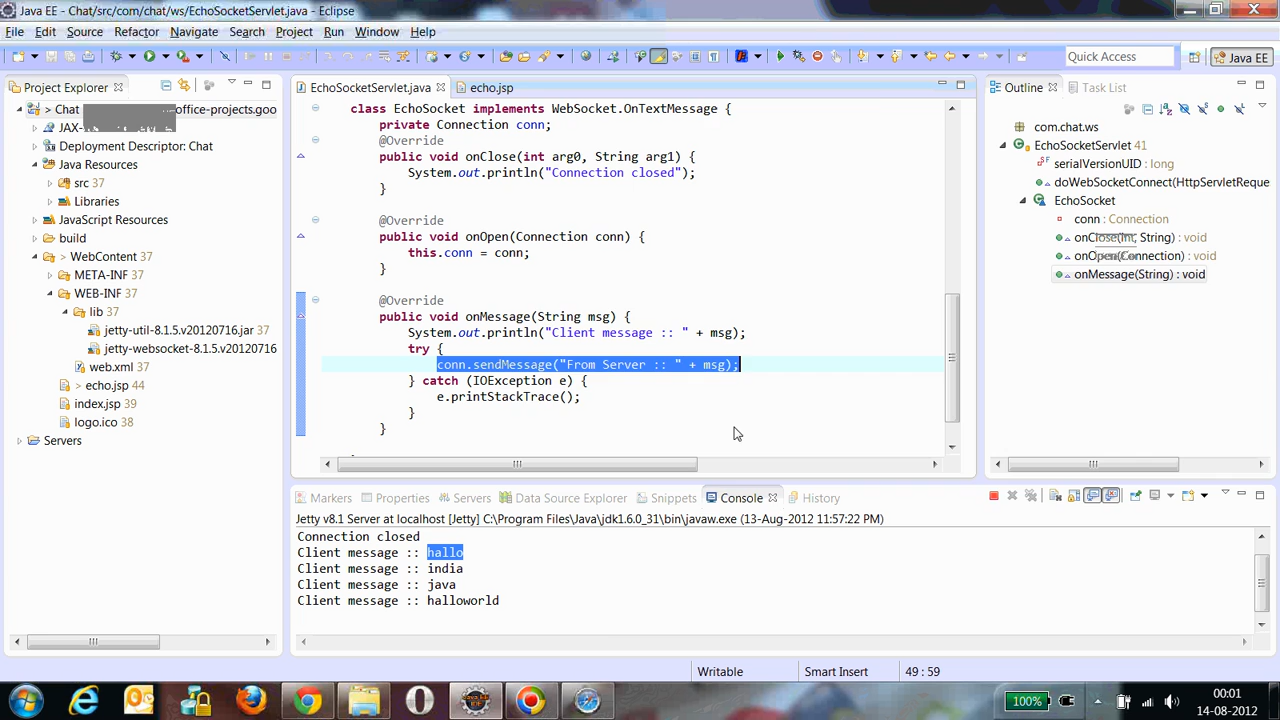 Java EE - Chat/src/com/chat/ws/EchoSocketServlet.java - Eclipse
File Edit Source Refactor Navigate Search Project Run Window Help
Quick Access
Java EE
Project Explorer
> Chat office-projects.goo
JAX-
Deployment Descriptor: Chat
Java Resources
src 37
Libraries
JavaScript Resources
build
> WebContent 37
META-INF 37
WEB-INF 37
lib 37
jetty-util-8.1.5.v20120716.jar 37
jetty-websocket-8.1.5.v20120716
web.xml 37
> echo.jsp 44
index.jsp 39
logo.ico 38
Servers
EchoSocketServlet.java echo.jsp
class EchoSocket implements WebSocket.OnTextMessage {
private Connection conn;
@Override
public void onClose(int arg0, String arg1) {
System.out.println("Connection closed");
}
@Override
public void onOpen(Connection conn) {
this.conn = conn;
}
@Override
public void onMessage(String msg) {
System.out.println("Client message :: " + msg);
try {
conn.sendMessage("From Server :: " + msg);
} catch (IOException e) {
e.printStackTrace();
}
}
Outline Task List
com.chat.ws
EchoSocketServlet 41
serialVersionUID : long
doWebSocketConnect(HttpServletReque
EchoSocket
conn : Connection
onClose(int, String) : void
onOpen(Connection) : void
onMessage(String) : void
Markers Properties Servers Data Source Explorer Snippets Console History
Jetty v8.1 Server at localhost [Jetty] C:\Program Files\Java\jdk1.6.0_31\bin\javaw.exe (13-Aug-2012 11:57:22 PM)
Connection closed
Client message :: hallo
Client message :: india
Client message :: java
Client message :: halloworld
Writable Smart Insert 49 : 59
100%
00:01
14-08-2012